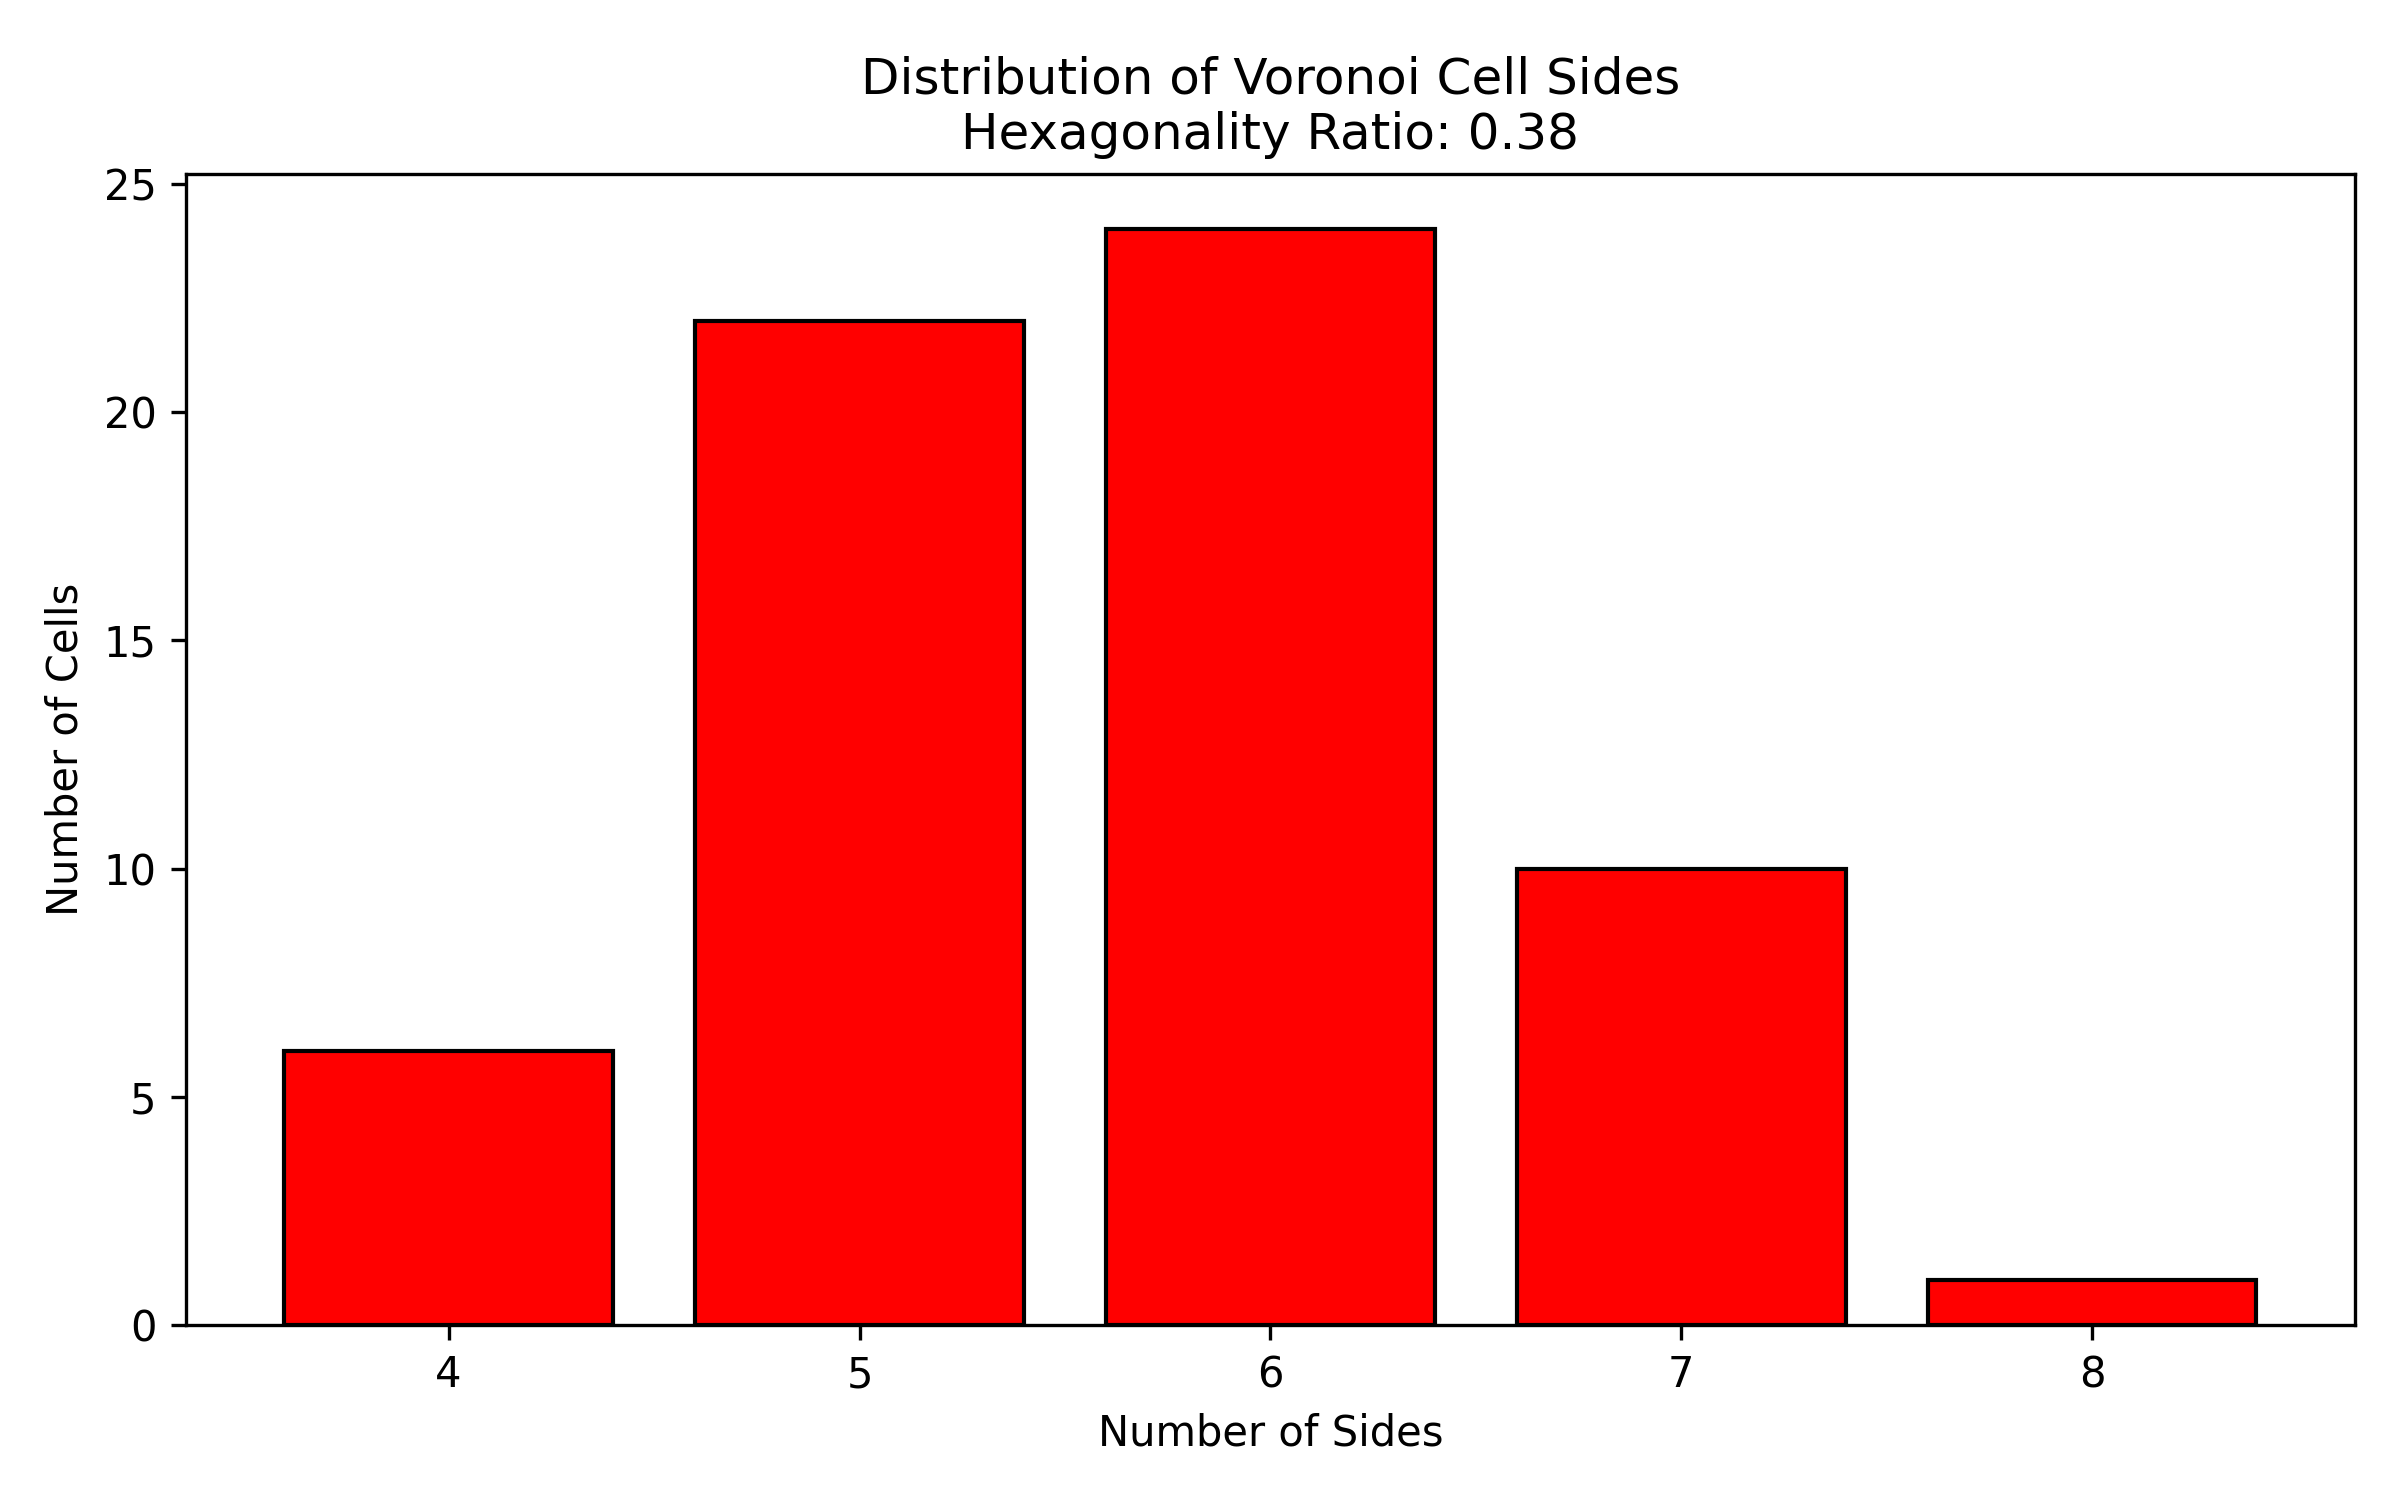 Distribution of Voronoi Cell Sides
Hexagonality Ratio: 0.38
25
20
15
10
5
0
Number of Cells
4 5 6 7 8
Number of Sides